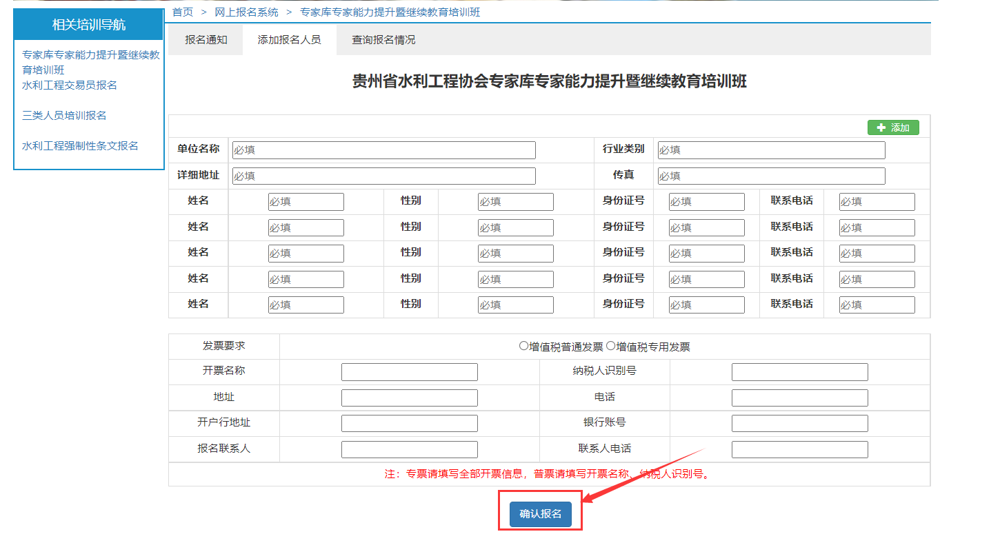 首页 > 网上报名系统 > 专家库专家能力提升暨继续教育培训班
相关培训导航
专家库专家能力提升暨继续教
育培训班
水利工程交易员报名
三类人员培训报名
水利工程强制性条文报名
报名通知 添加报名人员 查询报名情况
贵州省水利工程协会专家库专家能力提升暨继续教育培训班
添加
单位名称 必填 行业类别 必填
详细地址 必填 传真 必填
姓名 必填 性别 必填 身份证号 必填 联系电话 必填
姓名 必填 性别 必填 身份证号 必填 联系电话 必填
姓名 必填 性别 必填 身份证号 必填 联系电话 必填
姓名 必填 性别 必填 身份证号 必填 联系电话 必填
姓名 必填 性别 必填 身份证号 必填 联系电话 必填
发票要求 增值税普通发票 增值税专用发票
开票名称 纳税人识别号
地址 电话
开户行地址 银行账号
报名联系人 联系人电话
注：专票请填写全部开票信息，普票请填写开票名称、纳税人识别号。
确认报名